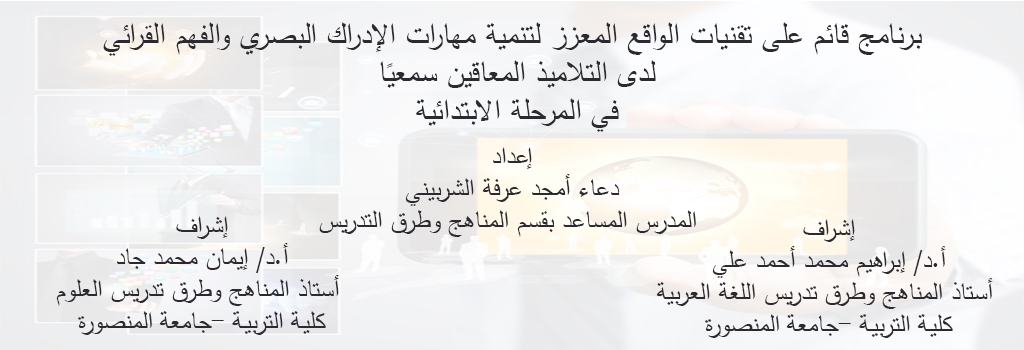 برنامج قائم على تقنيات الواقع المعزز لتنمية مهارات الإدراك البصري والفهم القرائي
لدى التلاميذ المعاقين سمعيًا
في المرحلة الابتدائية
إعداد
دعاء أمجد عرفة الشربيني
المدرس المساعد بقسم المناهج وطرق التدريس
إشراف
أ.د/ إبراهيم محمد أحمد علي
أستاذ المناهج وطرق تدريس اللغة العربية
كلية التربية –جامعة المنصورة
إشراف
أ.د/ إيمان محمد جاد
أستاذ المناهج وطرق تدريس العلوم
كلية التربية –جامعة المنصورة